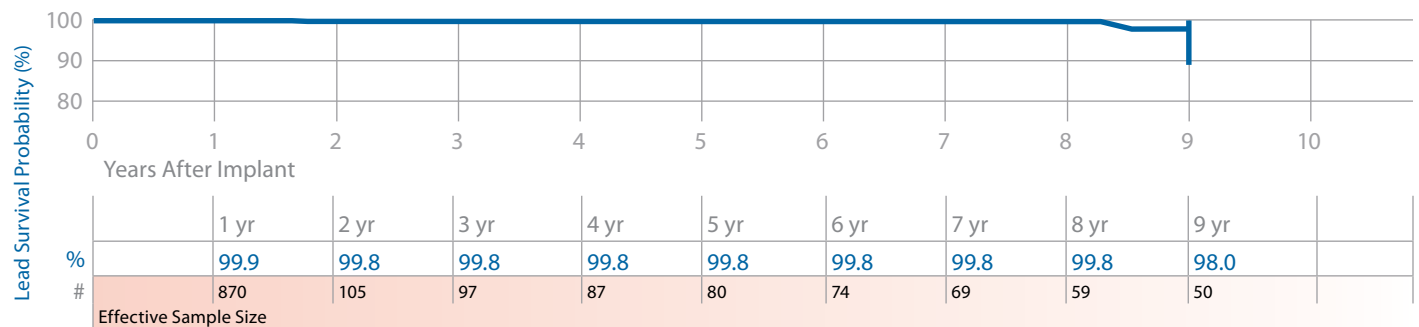 Lead Survival Probability (%)
100
90
80
0 1 2 3 4 5 6 7 8 9 10
Years After Implant
1 yr 2 yr 3 yr 4 yr 5 yr 6 yr 7 yr 8 yr 9 yr
% 99.9 99.8 99.8 99.8 99.8 99.8 99.8 99.8 98.0
# 870 105 97 87 80 74 69 59 50
Effective Sample Size